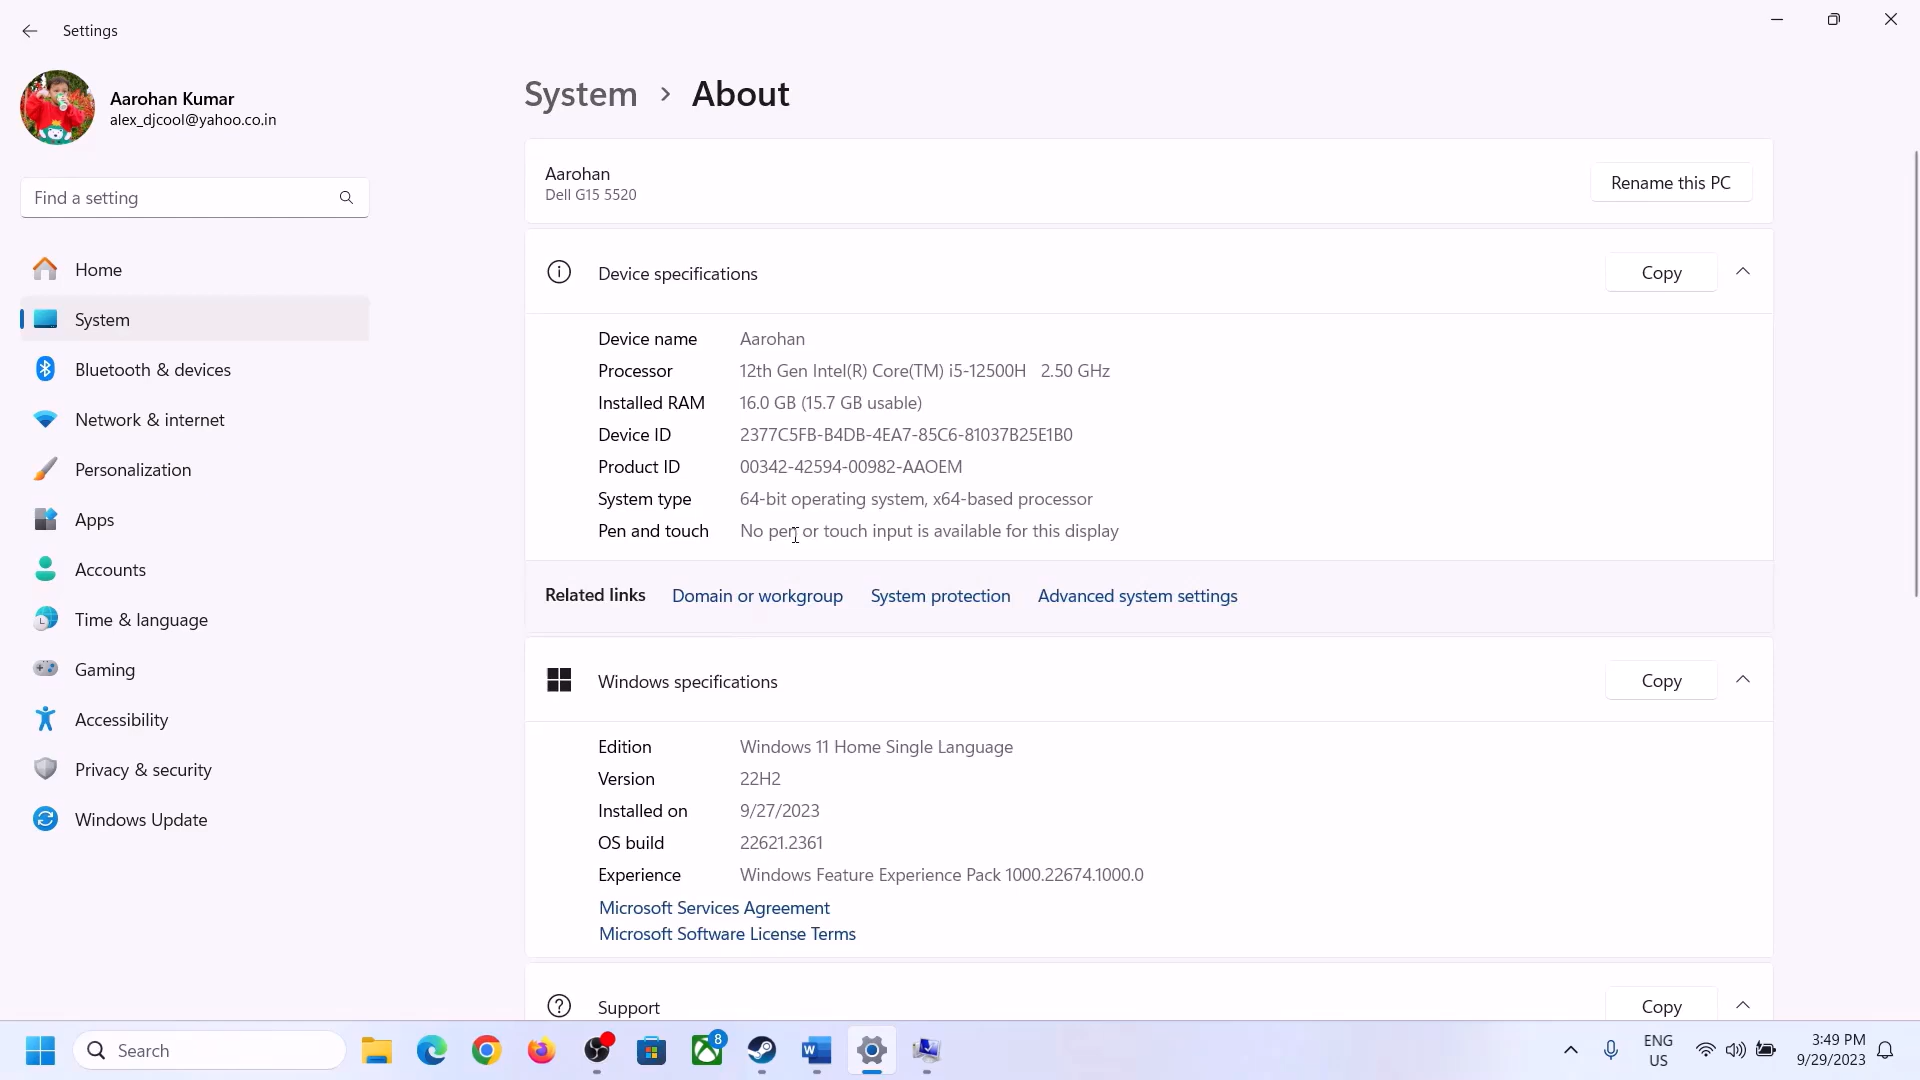 Settings
Aarohan Kumar
alex_djcool@yahoo.co.in
Find a setting
Home
System
Bluetooth & devices
Network & internet
Personalization
Apps
Accounts
Time & language
Gaming
Accessibility
Privacy & security
Windows Update
System > About
Aarohan
Dell G15 5520
Rename this PC
Device specifications
Copy
Device name Aarohan
Processor 12th Gen Intel(R) Core(TM) i5-12500H 2.50 GHz
Installed RAM 16.0 GB (15.7 GB usable)
Device ID 2377C5FB-B4DB-4EA7-85C6-81037B25E1B0
Product ID 00342-42594-00982-AAOEM
System type 64-bit operating system, x64-based processor
Pen and touch No pen or touch input is available for this display
Related links Domain or workgroup System protection Advanced system settings
Windows specifications
Copy
Edition Windows 11 Home Single Language
Version 22H2
Installed on 9/27/2023
OS build 22621.2361
Experience Windows Feature Experience Pack 1000.22674.1000.0
Microsoft Services Agreement
Microsoft Software License Terms
Support
Copy
Search
8
ENG
US
3:49 PM
9/29/2023